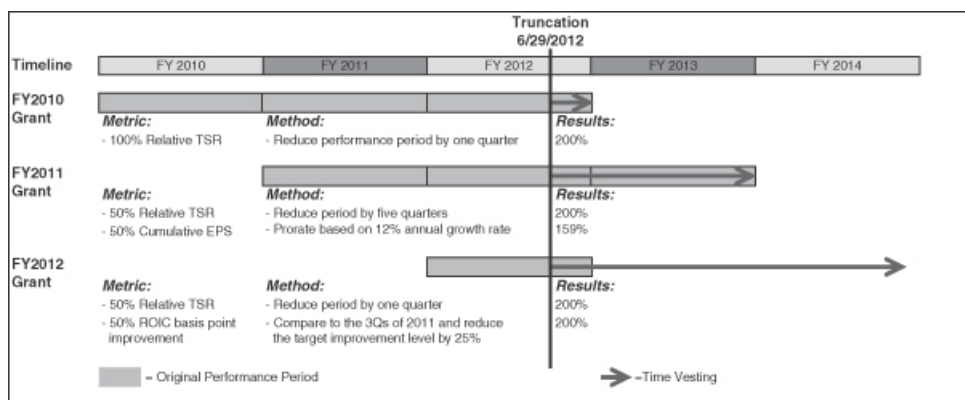 Truncation
6/29/2012
Timeline FY 2010 FY 2011 FY 2012 FY 2013 FY 2014
FY2010
Grant
Metric: Method: Results:
- 100% Relative TSR - Reduce performance period by one quarter 200%
FY2011
Grant
Metric: Method: Results:
- 50% Relative TSR - Reduce period by five quarters 200%
- 50% Cumulative EPS - Prorate based on 12% annual growth rate 159%
FY2012
Grant
Metric: Method: Results:
- 50% Relative TSR - Reduce period by one quarter 200%
- 50% ROIC basis point - Compare to the 3Qs of 2011 and reduce 200%
improvement the target improvement level by 25%
= Original Performance Period =Time Vesting